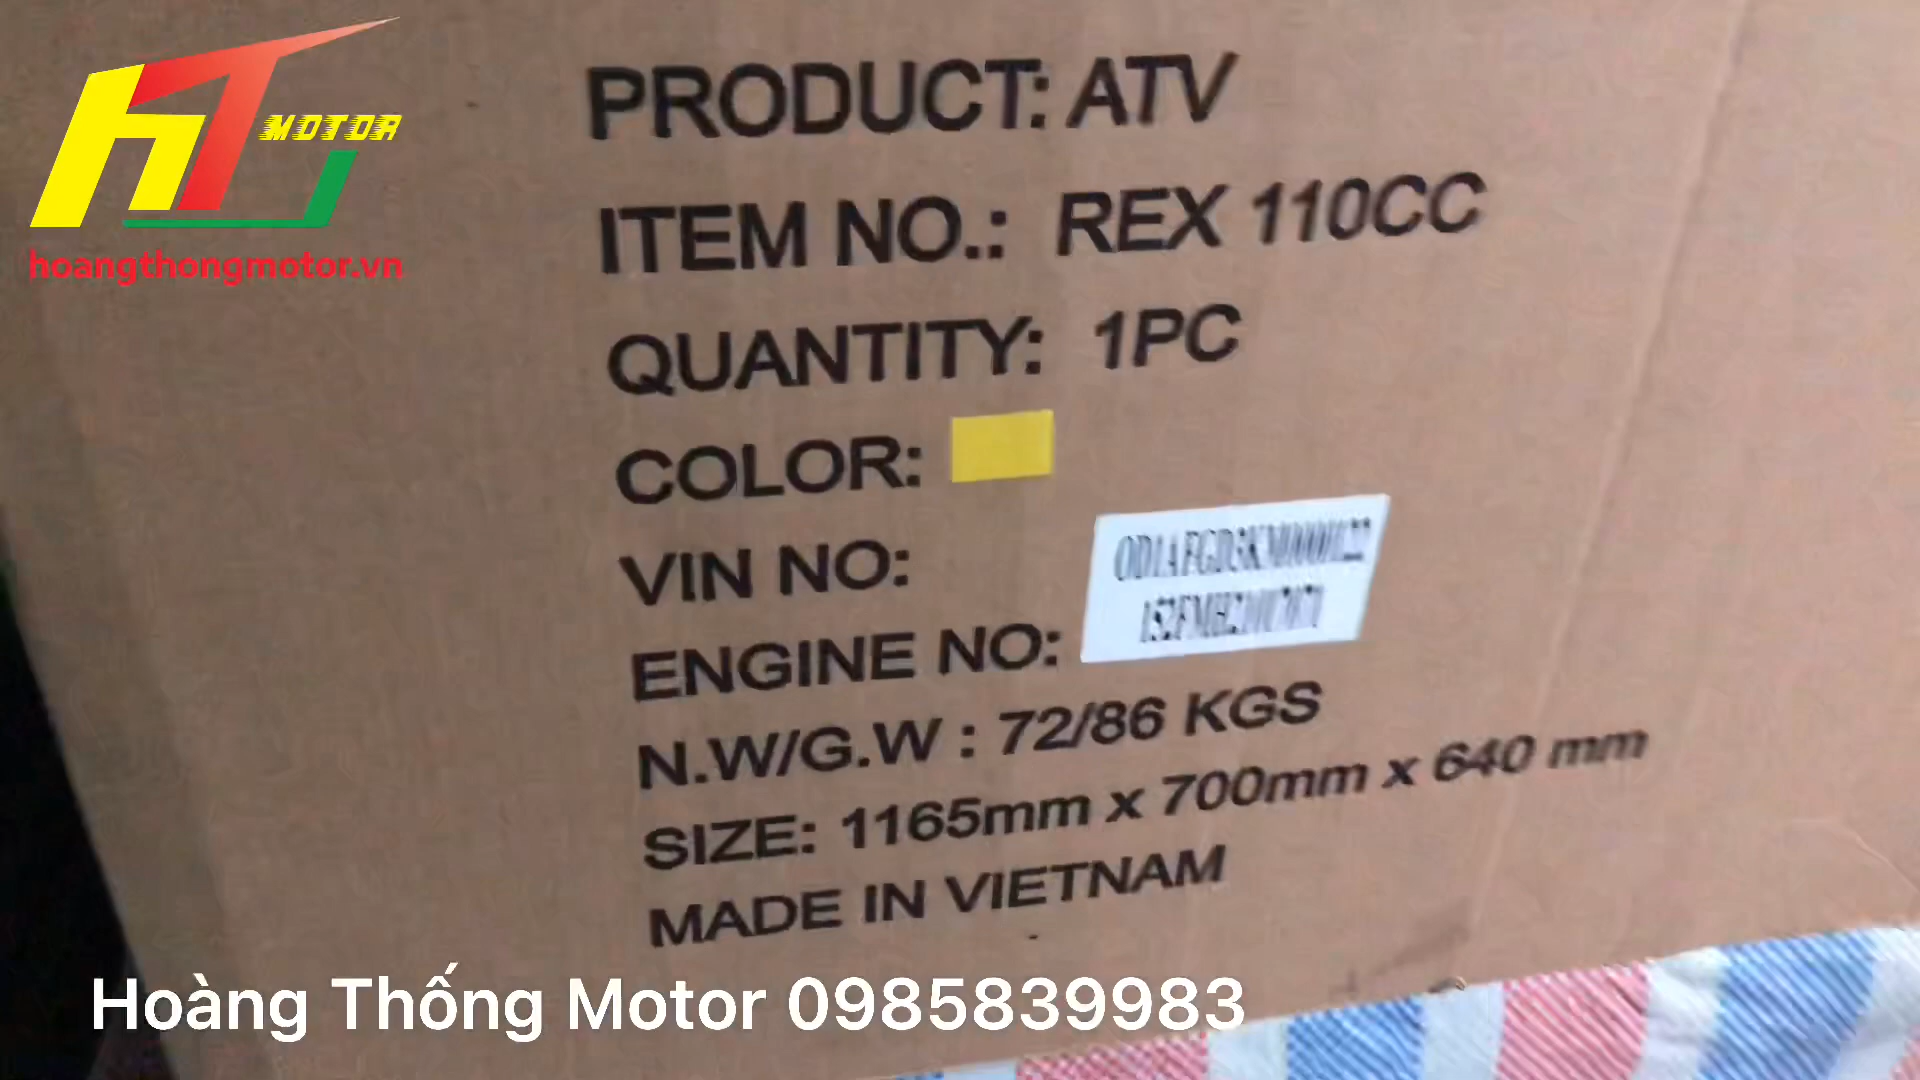 HT MOTOR
hoangthongmotor.vn
PRODUCT: ATV
ITEM NO.: REX 110CC
QUANTITY: 1PC
COLOR:
VIN NO:
ENGINE NO:
N.W/G.W : 72/86 KGS
SIZE: 1165mm x 700mm x 640 mm
MADE IN VIETNAM
Hoàng Thống Motor 0985839983